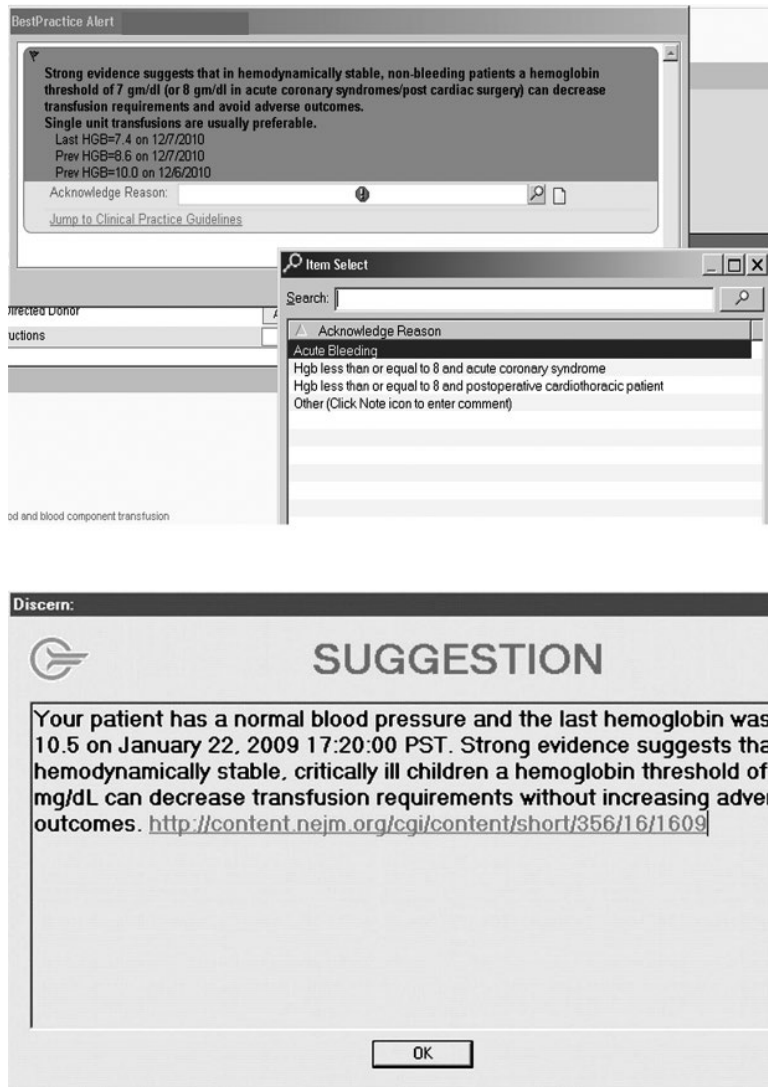 BestPractice Alert
Strong evidence suggests that in hemodynamically stable, non-bleeding patients a hemoglobin
threshold of 7 gm/dl (or 8 gm/dl in acute coronary syndromes/post cardiac surgery) can decrease
transfusion requirements and avoid adverse outcomes.
Single unit transfusions are usually preferable.
Last HGB=7.4 on 12/7/2010
Prev HGB=8.6 on 12/7/2010
Prev HGB=10.0 on 12/6/2010
Acknowledge Reason:
Jump to Clinical Practice Guidelines
Item Select
Search:
Directed Donor
uctions
Acknowledge Reason
Acute Bleeding
Hgb less than or equal to 8 and acute coronary syndrome
Hgb less than or equal to 8 and postoperative cardiothoracic patient
Other (Click Note icon to enter comment)
od and blood component transfusion
Discern:
SUGGESTION
Your patient has a normal blood pressure and the last hemoglobin was
10.5 on January 22, 2009 17:20:00 PST. Strong evidence suggests tha
hemodynamically stable, critically ill children a hemoglobin threshold of
mg/dL can decrease transfusion requirements without increasing adver
outcomes. http://content.nejm.org/cgi/content/short/356/16/1609
OK